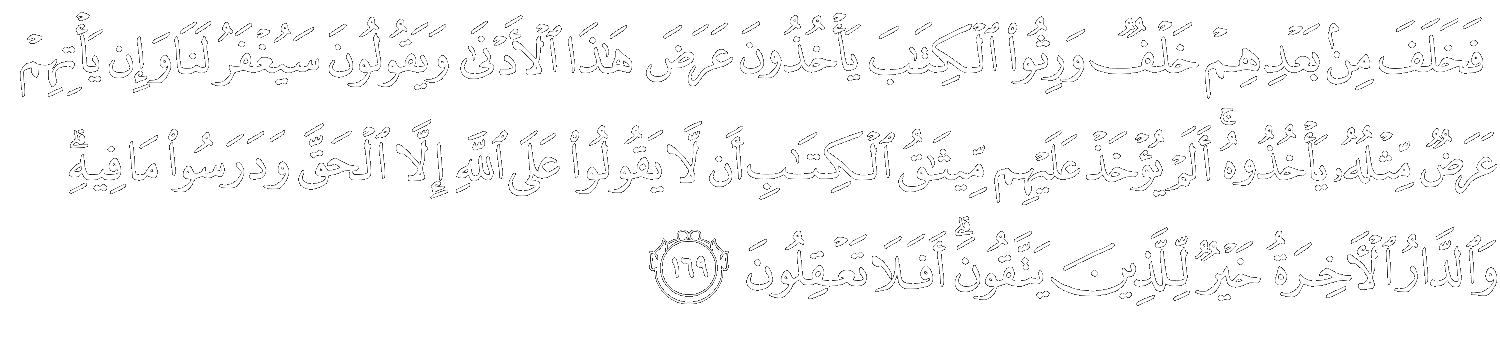 فَخَلَفَ مِنۢ بَعْدِهِمْ خَلْفٌ وَرِثُوا۟ ٱلْكِتَٰبَ يَأْخُذُونَ عَرَضَ هَٰذَا ٱلْأَدْنَىٰ وَيَقُولُونَ سَيُغْفَرُ لَنَا وَإِن يَأْتِهِمْ
عَرَضٌ مِّثْلُهُۥ يَأْخُذُوهُ ۚ أَلَمْ يُؤْخَذْ عَلَيْهِم مِّيثَٰقُ ٱلْكِتَٰبِ أَن لَّا يَقُولُوا۟ عَلَى ٱللَّهِ إِلَّا ٱلْحَقَّ وَدَرَسُوا۟ مَا فِيهِ ۗ
وَٱلدَّارُ ٱلْءَاخِرَةُ خَيْرٌ لِّلَّذِينَ يَتَّقُونَ ۗ أَفَلَا تَعْقِلُونَ ١٦٩